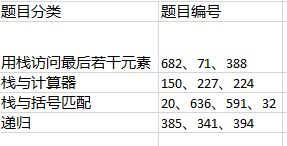 题目分类 题目编号
用栈访问最后若干元素 682、71、388
栈与计算器 150、227、224
栈与括号匹配 20、636、591、32
递归 385、341、394